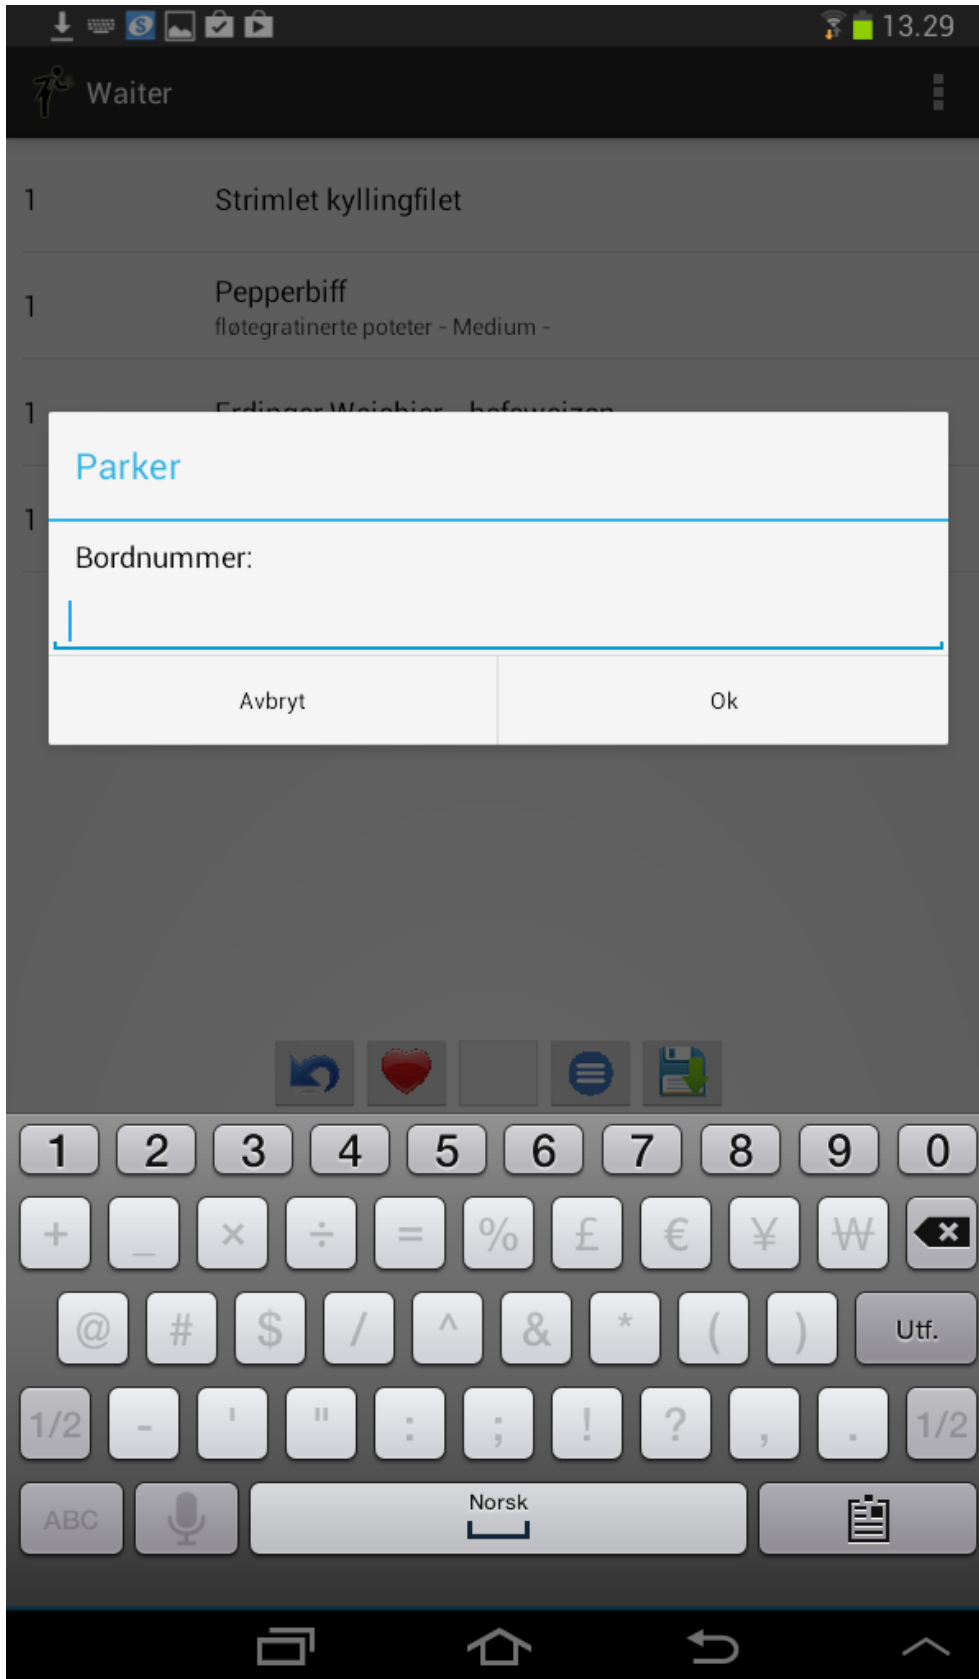 13.29
Waiter
1 Strimlet kyllingfilet
1 Pepperbiff
fløtegratinerte poteter - Medium -
1
Parker
1
Bordnummer:
Avbryt Ok
1 2 3 4 5 6 7 8 9 0
+ _ × ÷ = % £ € ¥ ₩
@ # $ / ^ & * ( ) Utf.
1/2 - ' " : ; ! ? , . 1/2
ABC Norsk